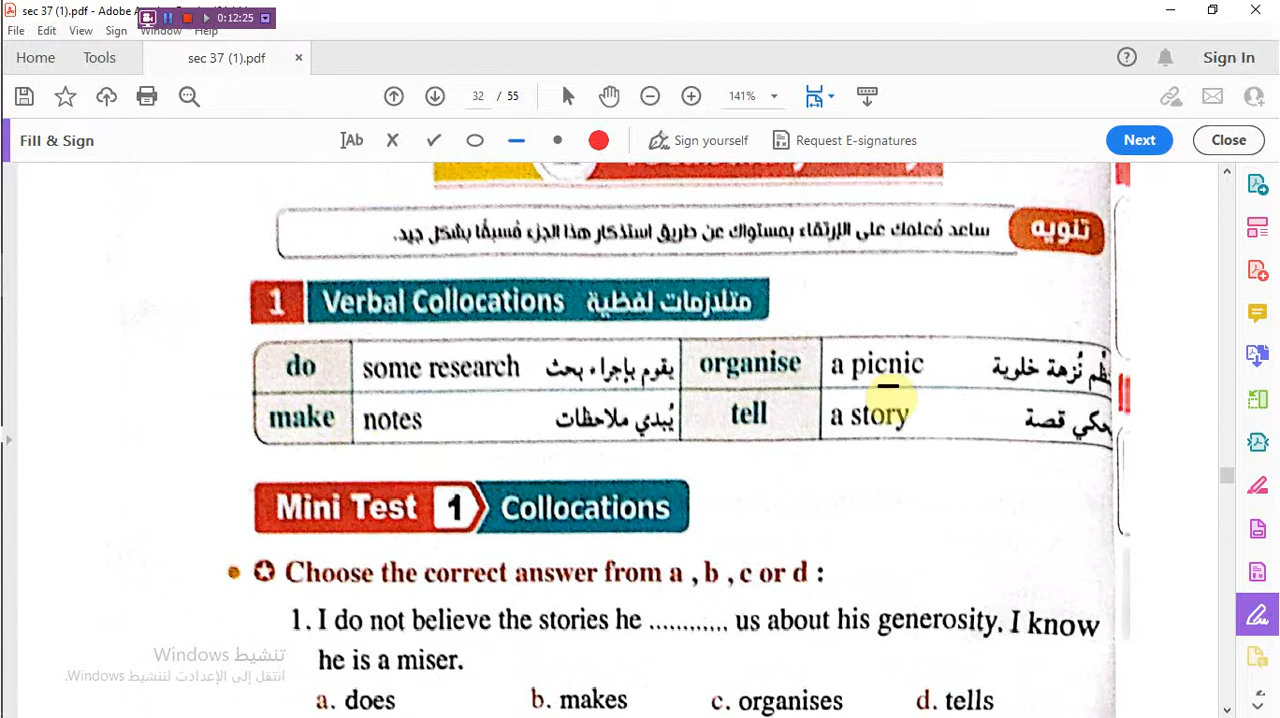 sec 37 (1).pdf - Adobe A
0:12:25
File Edit View Sign Window Help
Home Tools sec 37 (1).pdf × Sign In
32 / 55 141%
Fill & Sign Ab Sign yourself Request E-signatures Next Close
تنويه ساعد مُعلمك على الإرتقاء بمستواك عن طريق استذكار هذا الجزء مُسبقًا بشكل جيد.
1 Verbal Collocations متلازمات لفظية
do some research يقوم بإجراء بحث organise a picnic نُزهة خلوية
make notes يُبدي ملاحظات tell a story قصة
Mini Test 1 Collocations
Choose the correct answer from a , b , c or d :
1. I do not believe the stories he ............ us about his generosity. I know
he is a miser.
a. does b. makes c. organises d. tells
تنشيط Windows
انتقل إلى الإعدادت لتنشيط Windows.